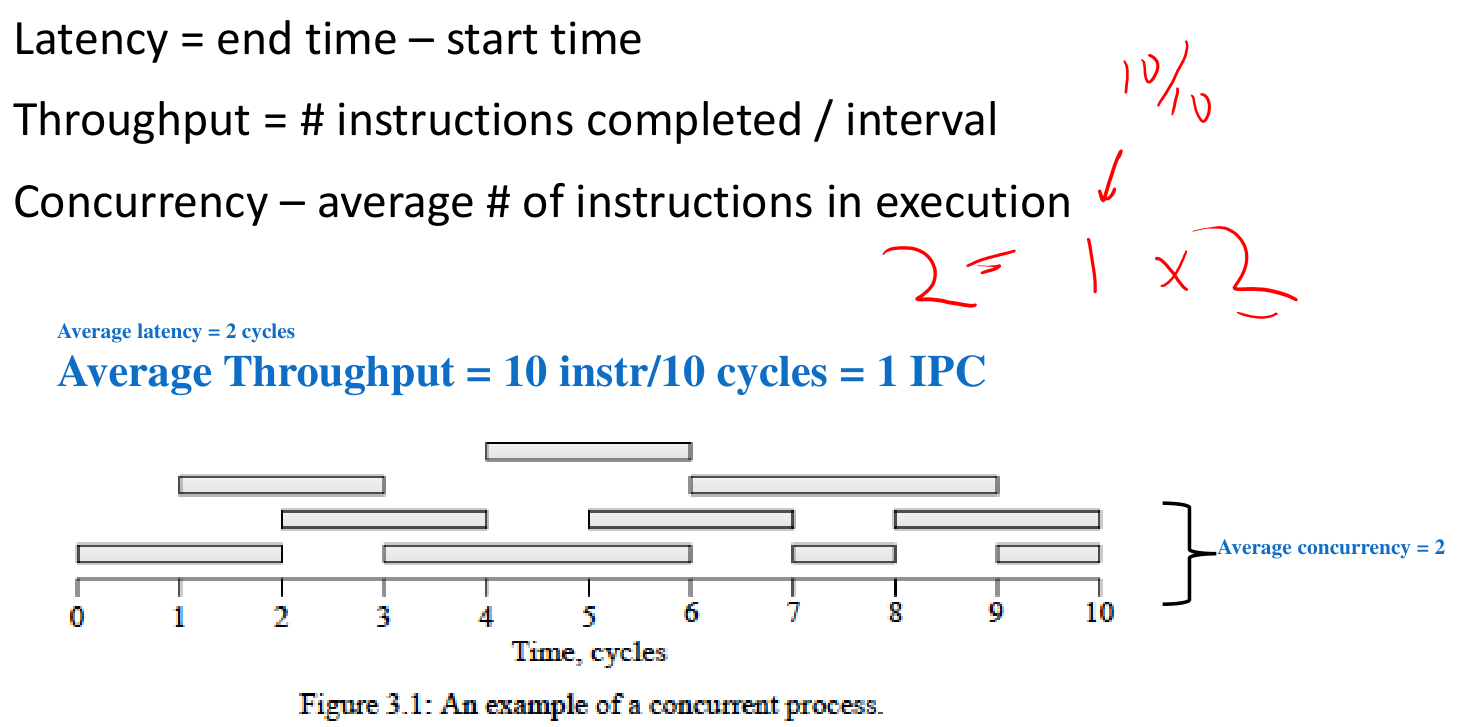 Latency = end time – start time
10/10
Throughput = # instructions completed / interval
Concurrency – average # of instructions in execution
2 = 1 x 2
Average latency = 2 cycles
Average Throughput = 10 instr/10 cycles = 1 IPC
Average concurrency = 2
0 1 2 3 4 5 6 7 8 9 10
Time, cycles
Figure 3.1: An example of a concurrent process.